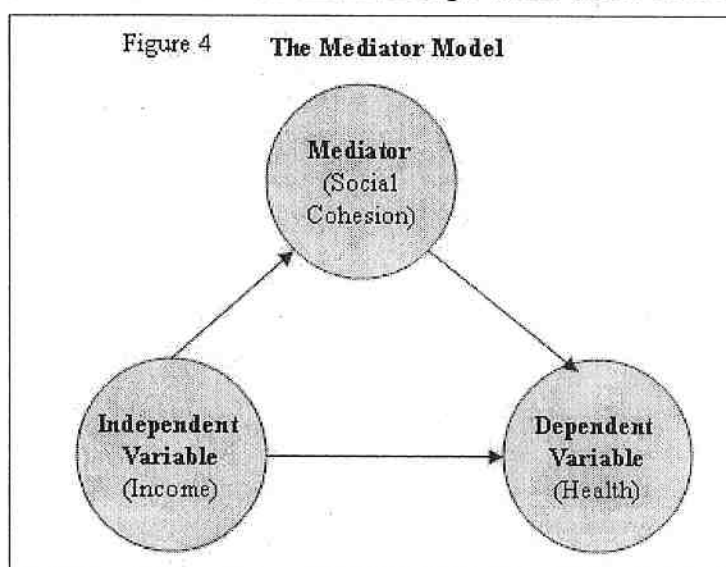 Figure 4 The Mediator Model
Mediator
(Social
Cohesion)
Independent
Variable
(Income)
Dependent
Variable
(Health)